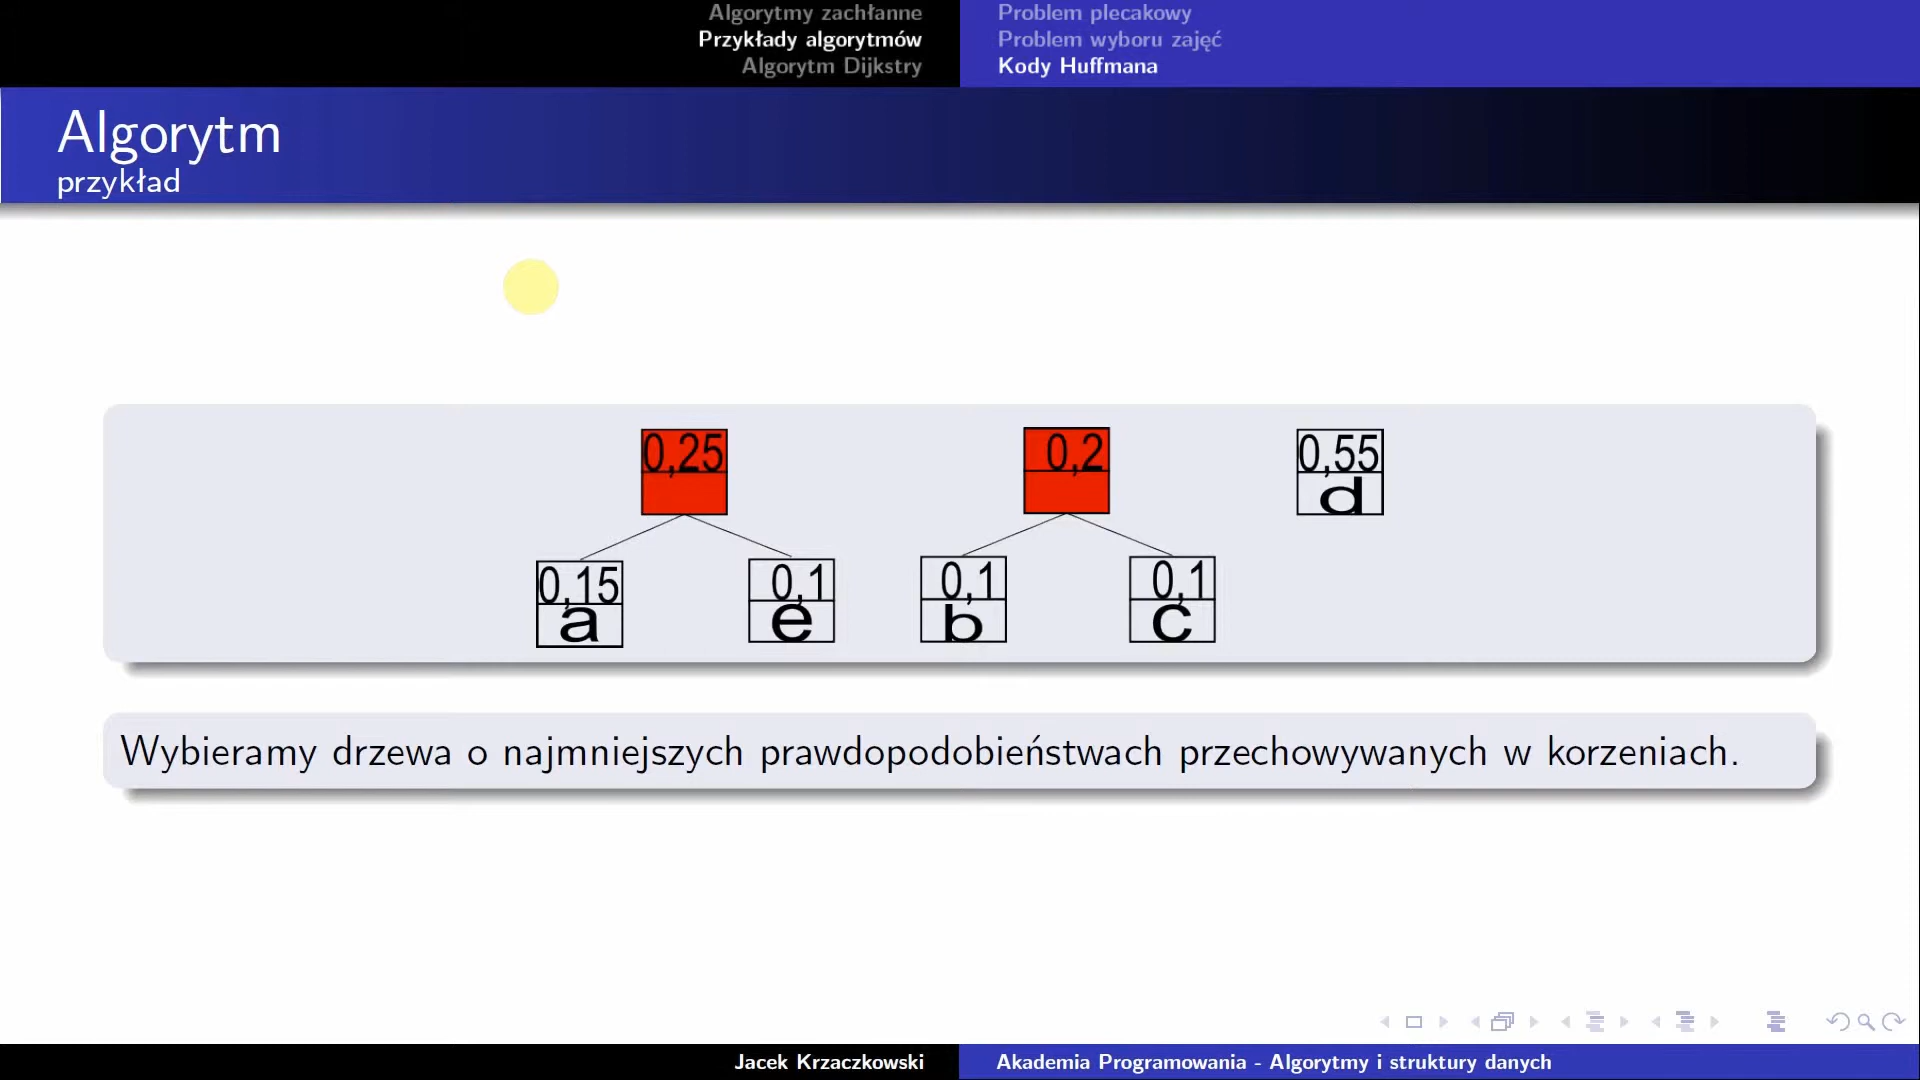 Algorytmy zachłanne
Przykłady algorytmów
Algorytm Dijkstry
Problem plecakowy
Problem wyboru zajęć
Kody Huffmana
Algorytm
przykład
0,25
0,2
0,55
d
0,15
a
0,1
e
0,1
b
0,1
c
Wybieramy drzewa o najmniejszych prawdopodobieństwach przechowywanych w korzeniach.
Jacek Krzaczkowski
Akademia Programowania - Algorytmy i struktury danych